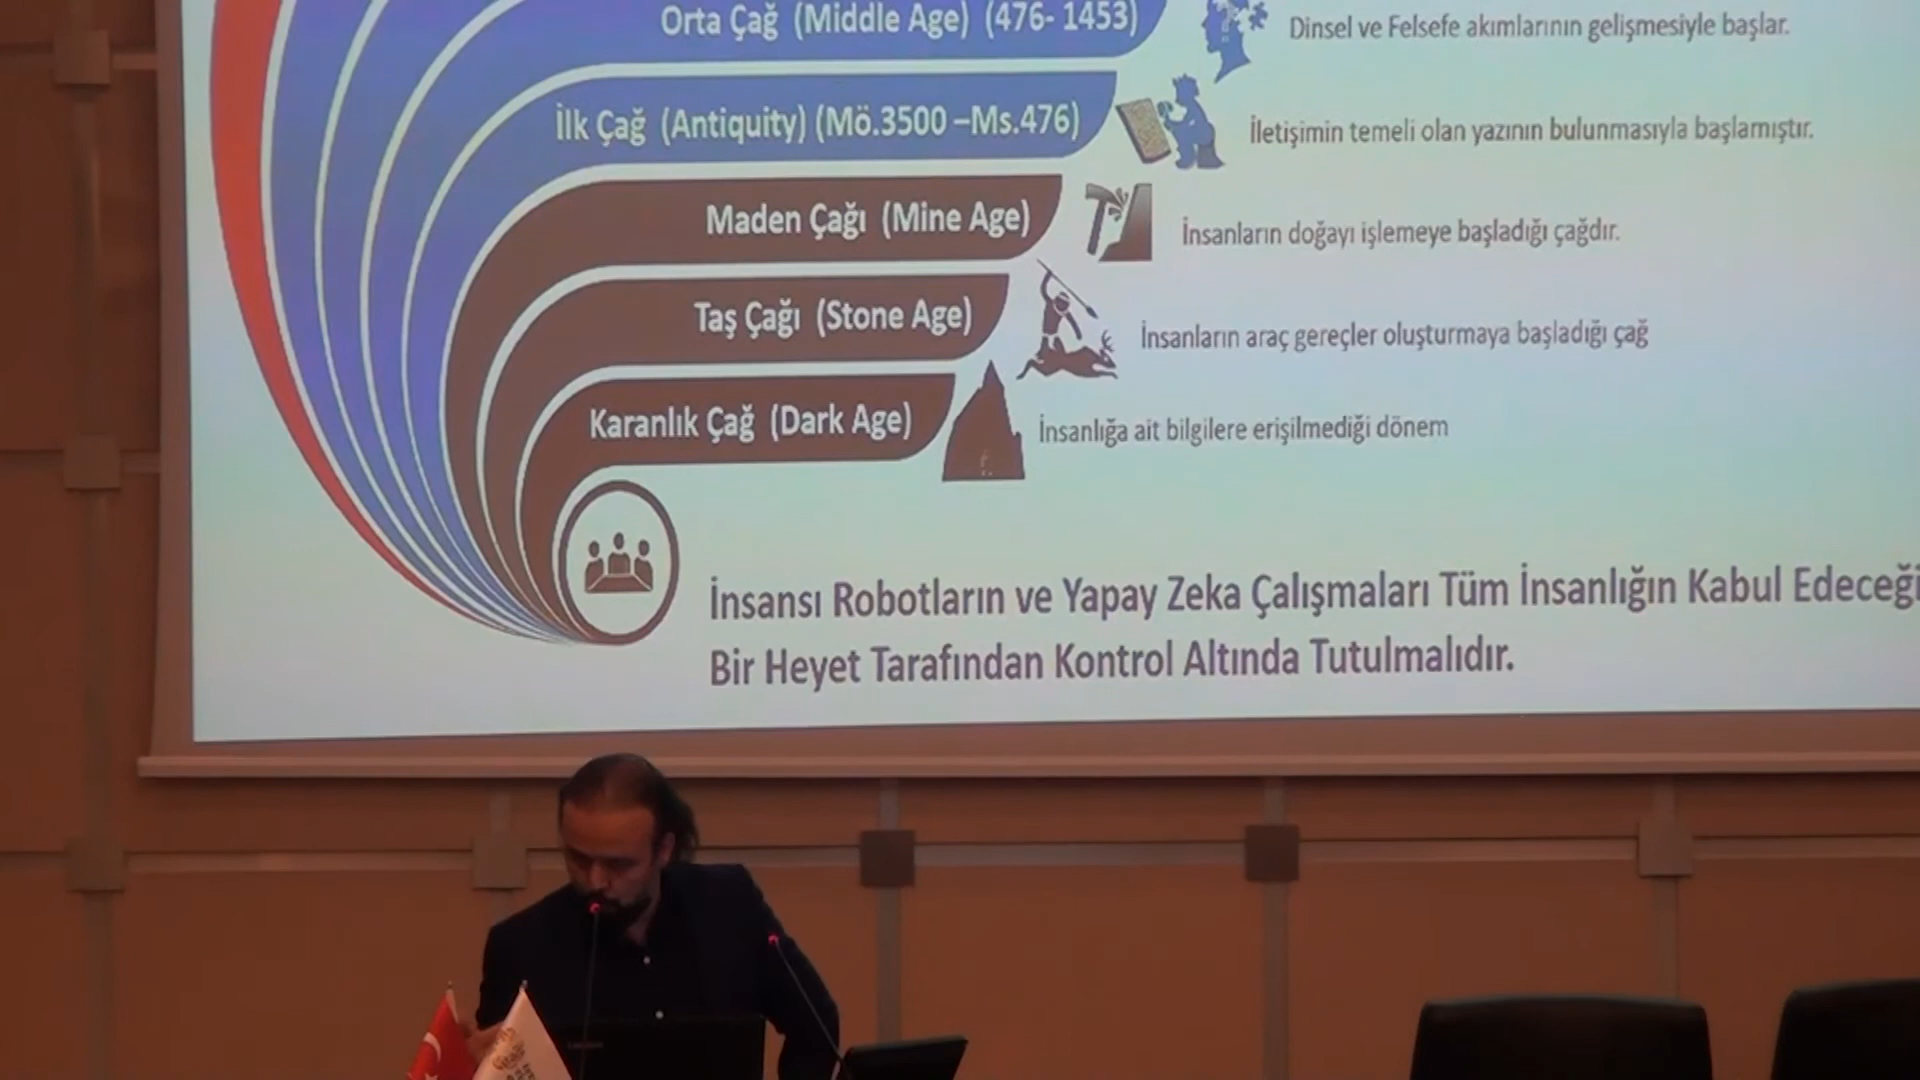 Orta Çağ (Middle Age) (476- 1453)
Dinsel ve Felsefe akımlarının gelişmesiyle başlar.
İlk Çağ (Antiquity) (Mö.3500 –Ms.476)
İletişimin temeli olan yazının bulunmasıyla başlamıştır.
Maden Çağı (Mine Age)
İnsanların doğayı işlemeye başladığı çağdır.
Taş Çağı (Stone Age)
İnsanların araç gereçler oluşturmaya başladığı çağ
Karanlık Çağ (Dark Age)
İnsanlığa ait bilgilere erişilmediği dönem
İnsansı Robotların ve Yapay Zeka Çalışmaları Tüm İnsanlığın Kabul Edeceği
Bir Heyet Tarafından Kontrol Altında Tutulmalıdır.